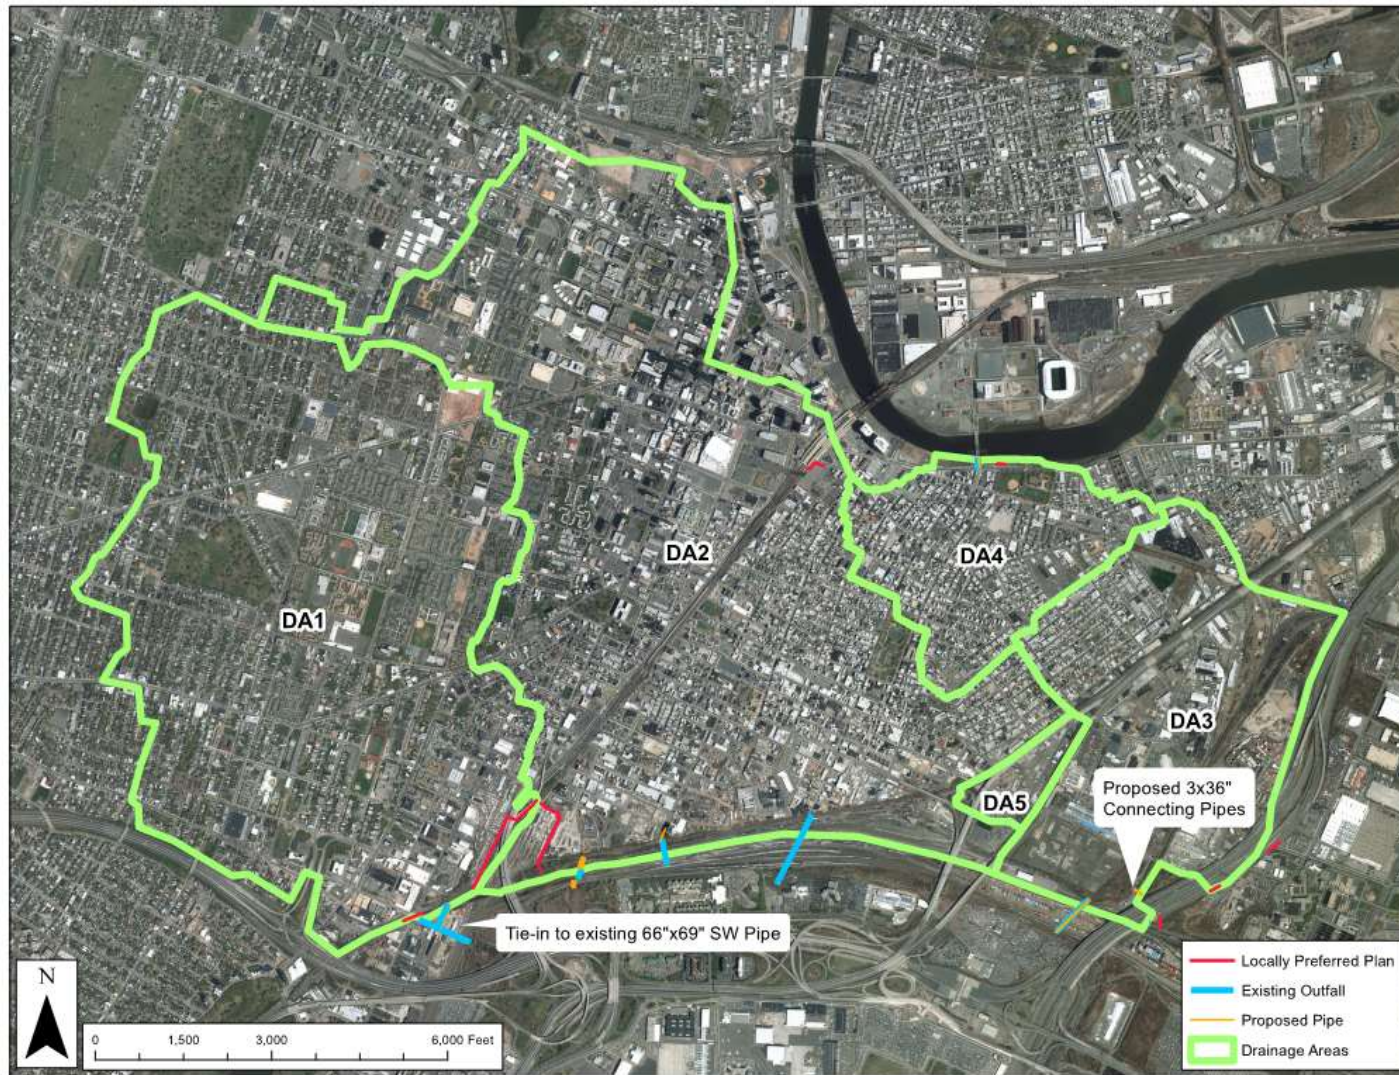 DA1
DA2
DA4
DA3
DA5
Proposed 3x36"
Connecting Pipes
Tie-in to existing 66"x69" SW Pipe
N
0 1,500 3,000 6,000 Feet
Locally Preferred Plan
Existing Outfall
Proposed Pipe
Drainage Areas